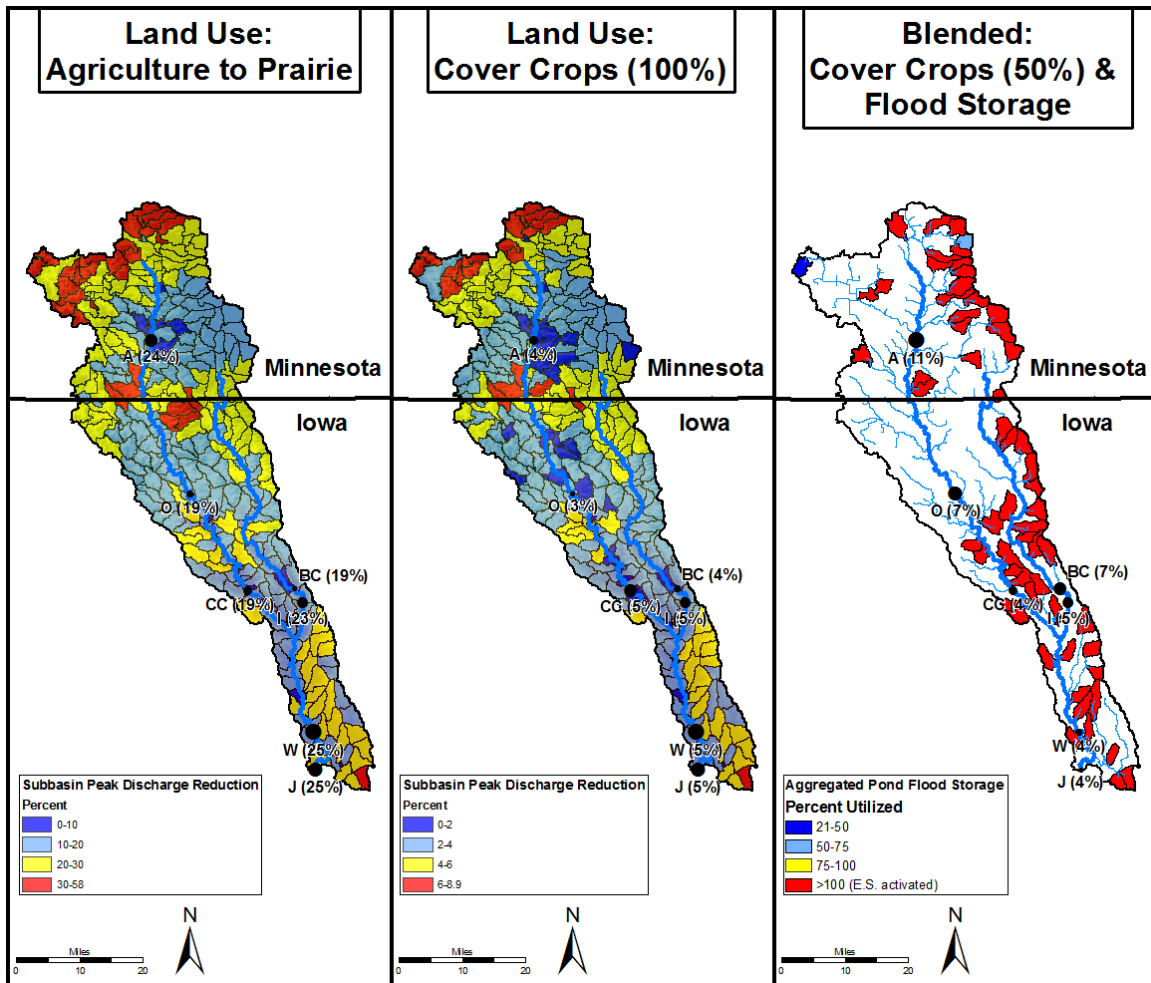 Land Use:
Agriculture to Prairie
A (24%)
Minnesota
Iowa
O (19%)
BC (19%)
CC (19%)
I (23%)
W (25%)
J (25%)
Subbasin Peak Discharge Reduction
Percent
0-10
10-20
20-30
30-58
N
Miles
0 10 20
Land Use:
Cover Crops (100%)
A (4%)
Minnesota
Iowa
O (3%)
BC (4%)
CC (5%)
I (5%)
W (5%)
J (5%)
Subbasin Peak Discharge Reduction
Percent
0-2
2-4
4-6
6-8.9
N
Miles
0 10 20
Blended:
Cover Crops (50%) &
Flood Storage
A (11%)
Minnesota
Iowa
O (7%)
BC (7%)
CC (4%)
I (5%)
W (4%)
J (4%)
Aggregated Pond Flood Storage
Percent Utilized
21-50
50-75
75-100
>100 (E.S. activated)
N
Miles
0 10 20